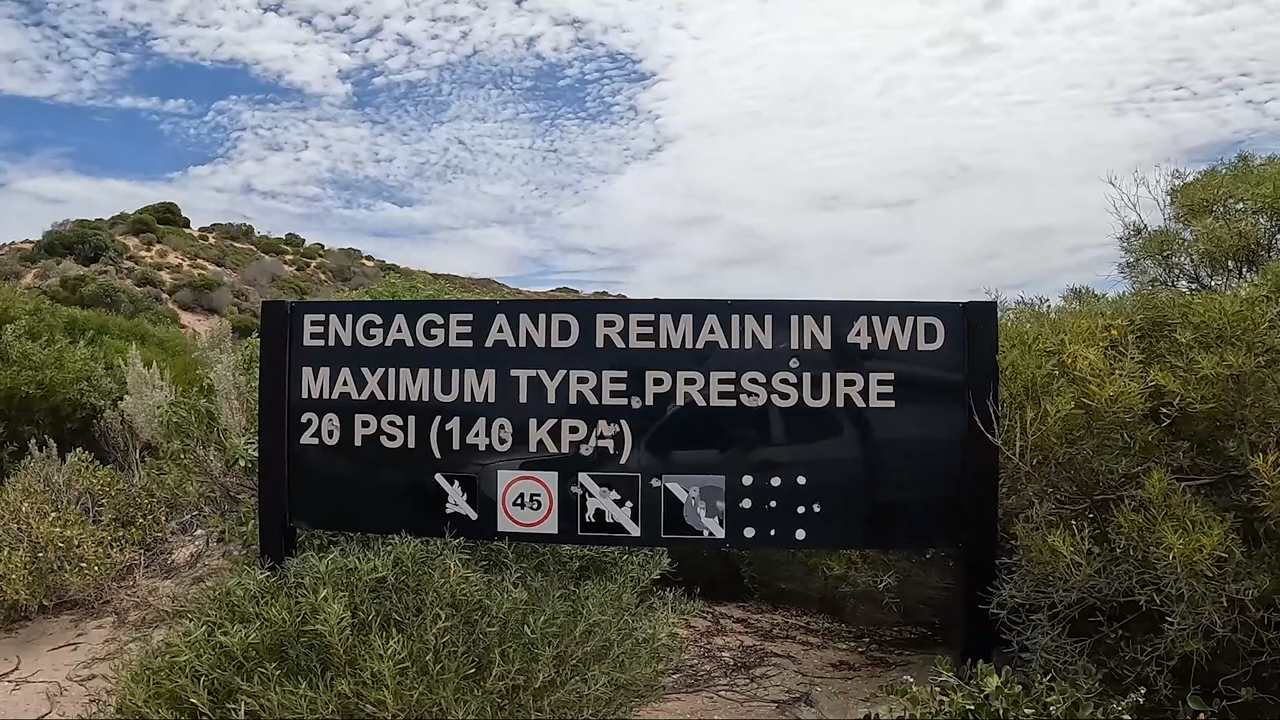 ENGAGE AND REMAIN IN 4WD
MAXIMUM TYRE PRESSURE
20 PSI (140 KPA)
45